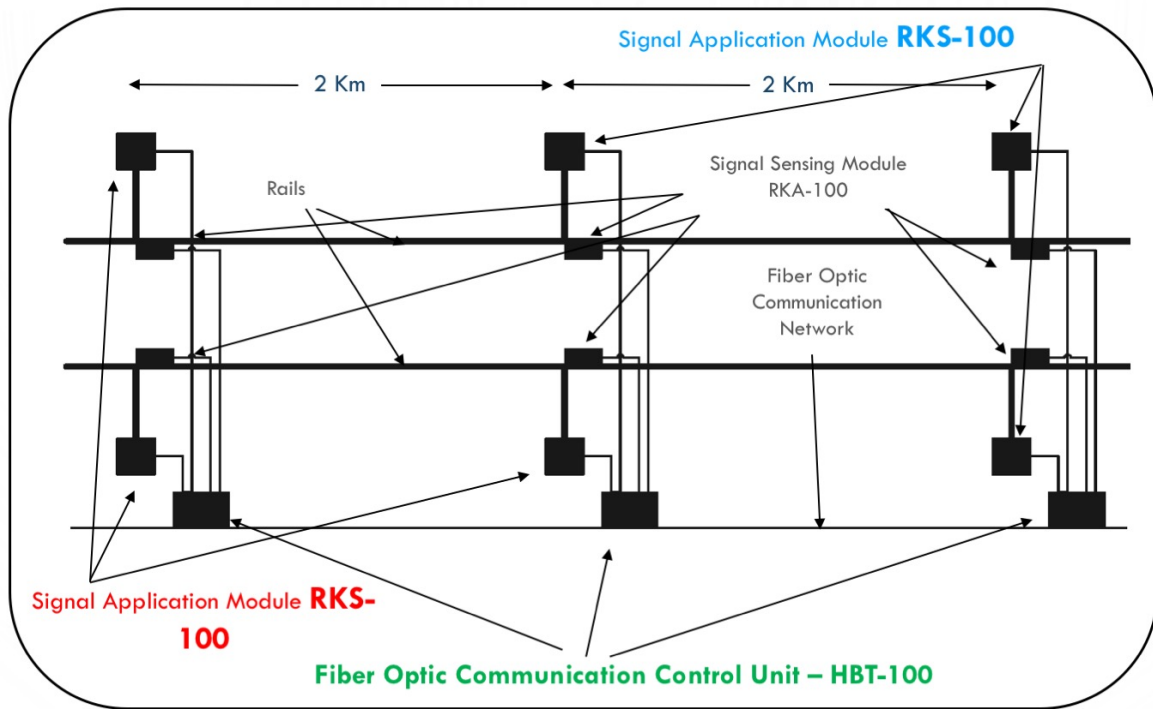 Signal Application Module RKS-100
2 Km
2 Km
Signal Sensing Module
RKA-100
Rails
Fiber Optic
Communication
Network
Signal Application Module RKS-
100
Fiber Optic Communication Control Unit – HBT-100